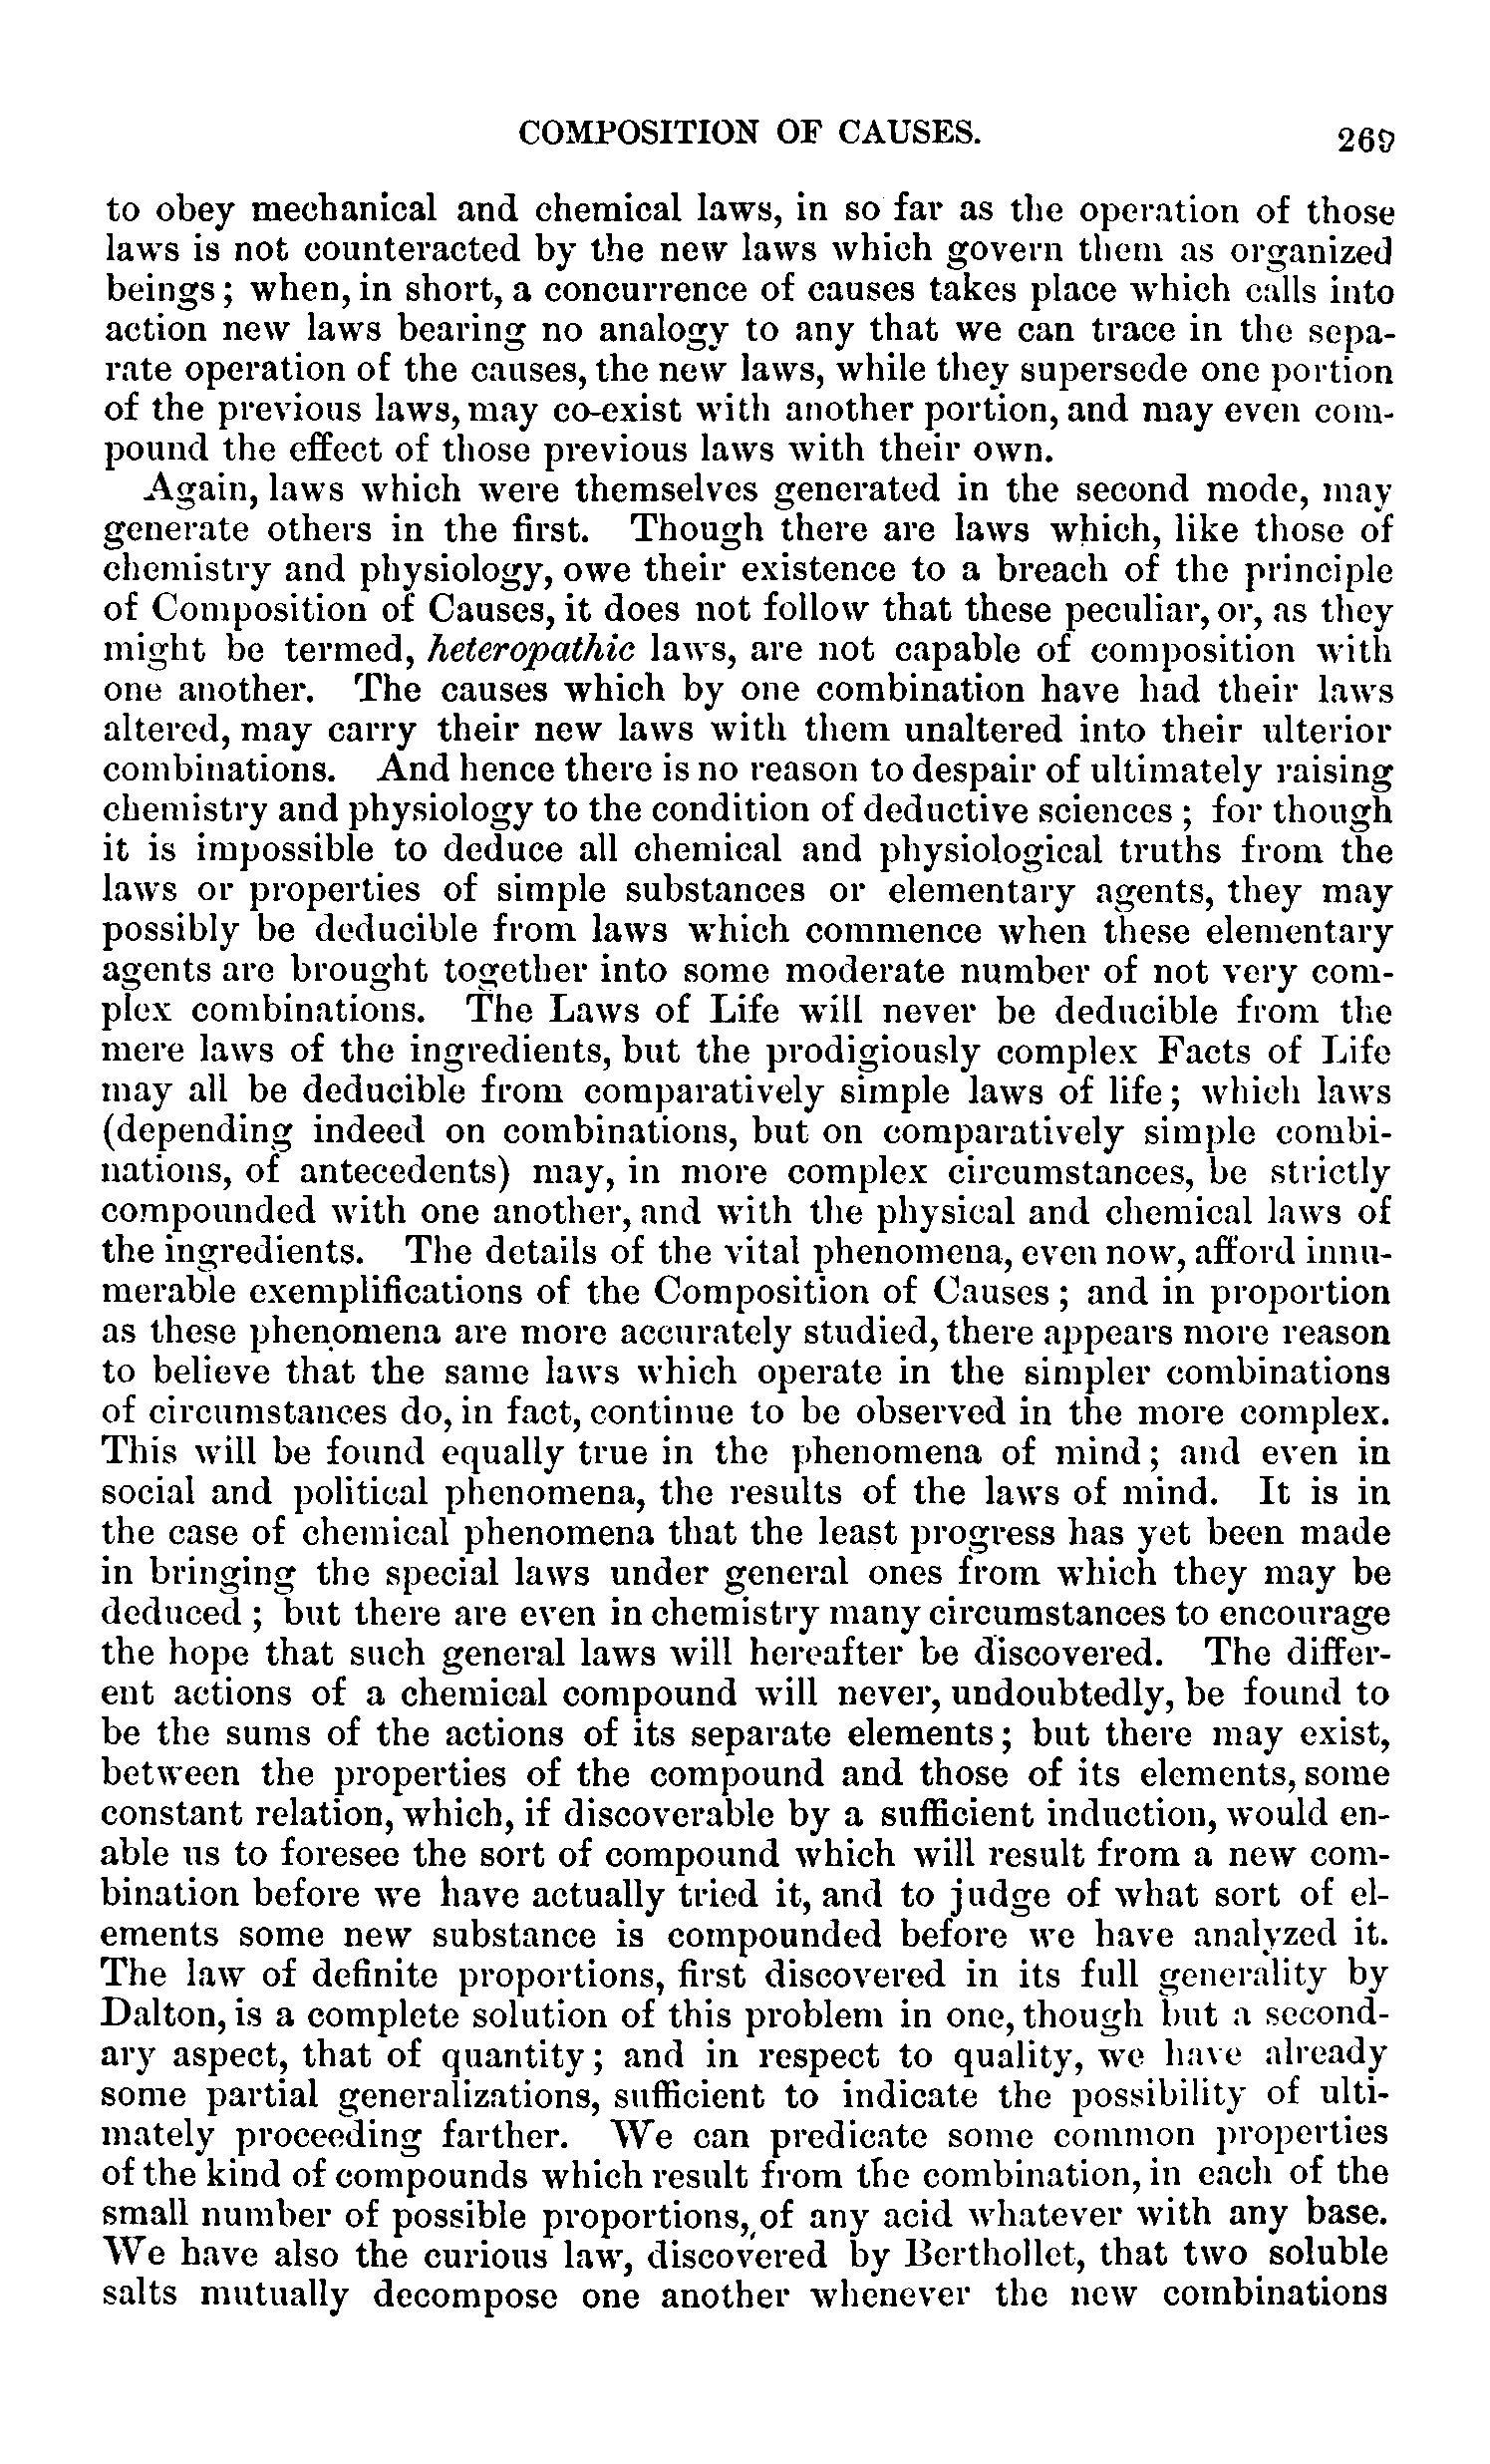 COMPOSITION OF CAUSES. 269
to obey mechanical and chemical laws, in so far as the operation of those
laws is not counteracted by the new laws which govern them as organized
beings; when, in short, a concurrence of causes takes place which calls into
action new laws bearing no analogy to any that we can trace in the sepa-
rate operation of the causes, the new laws, while they supersede one portion
of the previous laws, may co-exist with another portion, and may even com-
pound the effect of those previous laws with their own.
Again, laws which were themselves generated in the second mode, may
generate others in the first. Though there are laws which, like those of
chemistry and physiology, owe their existence to a breach of the principle
of Composition of Causes, it does not follow that these peculiar, or, as they
might be termed, heteropathic laws, are not capable of composition with
one another. The causes which by one combination have had their laws
altered, may carry their new laws with them unaltered into their ulterior
combinations. And hence there is no reason to despair of ultimately raising
chemistry and physiology to the condition of deductive sciences; for though
it is impossible to deduce all chemical and physiological truths from the
laws or properties of simple substances or elementary agents, they may
possibly be deducible from laws which commence when these elementary
agents are brought together into some moderate number of not very com-
plex combinations. The Laws of Life will never be deducible from the
mere laws of the ingredients, but the prodigiously complex Facts of Life
may all be deducible from comparatively simple laws of life; which laws
(depending indeed on combinations, but on comparatively simple combi-
nations, of antecedents) may, in more complex circumstances, be strictly
compounded with one another, and with the physical and chemical laws of
the ingredients. The details of the vital phenomena, even now, afford innu-
merable exemplifications of the Composition of Causes; and in proportion
as these phenomena are more accurately studied, there appears more reason
to believe that the same laws which operate in the simpler combinations
of circumstances do, in fact, continue to be observed in the more complex.
This will be found equally true in the phenomena of mind; and even in
social and political phenomena, the results of the laws of mind. It is in
the case of chemical phenomena that the least progress has yet been made
in bringing the special laws under general ones from which they may be
deduced; but there are even in chemistry many circumstances to encourage
the hope that such general laws will hereafter be discovered. The differ-
ent actions of a chemical compound will never, undoubtedly, be found to
be the sums of the actions of its separate elements; but there may exist,
between the properties of the compound and those of its elements, some
constant relation, which, if discoverable by a sufficient induction, would en-
able us to foresee the sort of compound which will result from a new com-
bination before we have actually tried it, and to judge of what sort of el-
ements some new substance is compounded before we have analyzed it.
The law of definite proportions, first discovered in its full generality by
Dalton, is a complete solution of this problem in one, though but a second-
ary aspect, that of quantity; and in respect to quality, we have already
some partial generalizations, sufficient to indicate the possibility of ulti-
mately proceeding farther. We can predicate some common properties
of the kind of compounds which result from the combination, in each of the
small number of possible proportions, of any acid whatever with any base.
We have also the curious law, discovered by Berthollet, that two soluble
salts mutually decompose one another whenever the new combinations